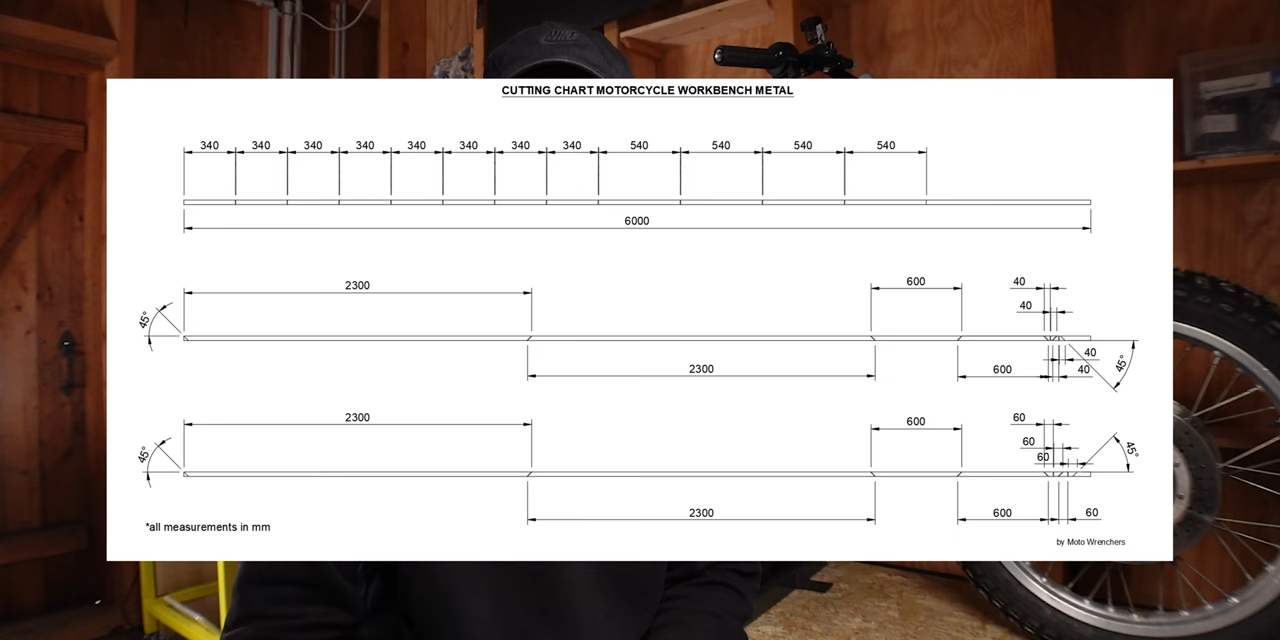 NIKE
CUTTING CHART MOTORCYCLE WORKBENCH METAL
340 340 340 340 340 340 340 340 540 540 540 540
6000
2300 600 40
40
45°
2300 600 40 40 45°
2300 600 60
60
60
45° 45°
2300 600 60
*all measurements in mm
by Moto Wrenchers